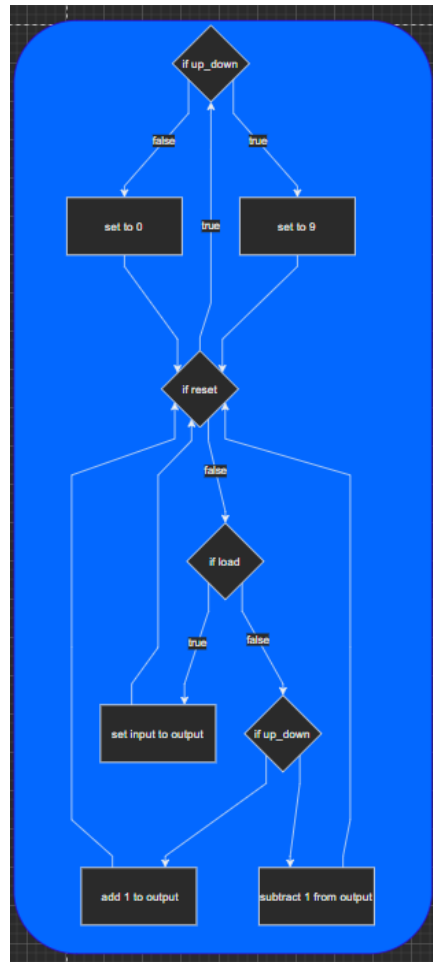 if up_down
false
true
set to 0
true
set to 9
if reset
false
if load
true
false
set input to output
if up_down
add 1 to output
subtract 1 from output